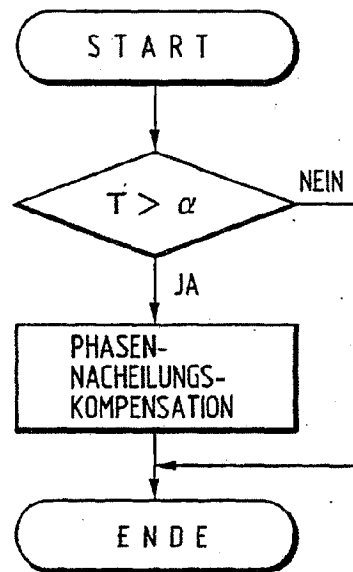 START
T > α
NEIN
JA
PHASEN-
NACHEILUNGS-
KOMPENSATION
ENDE